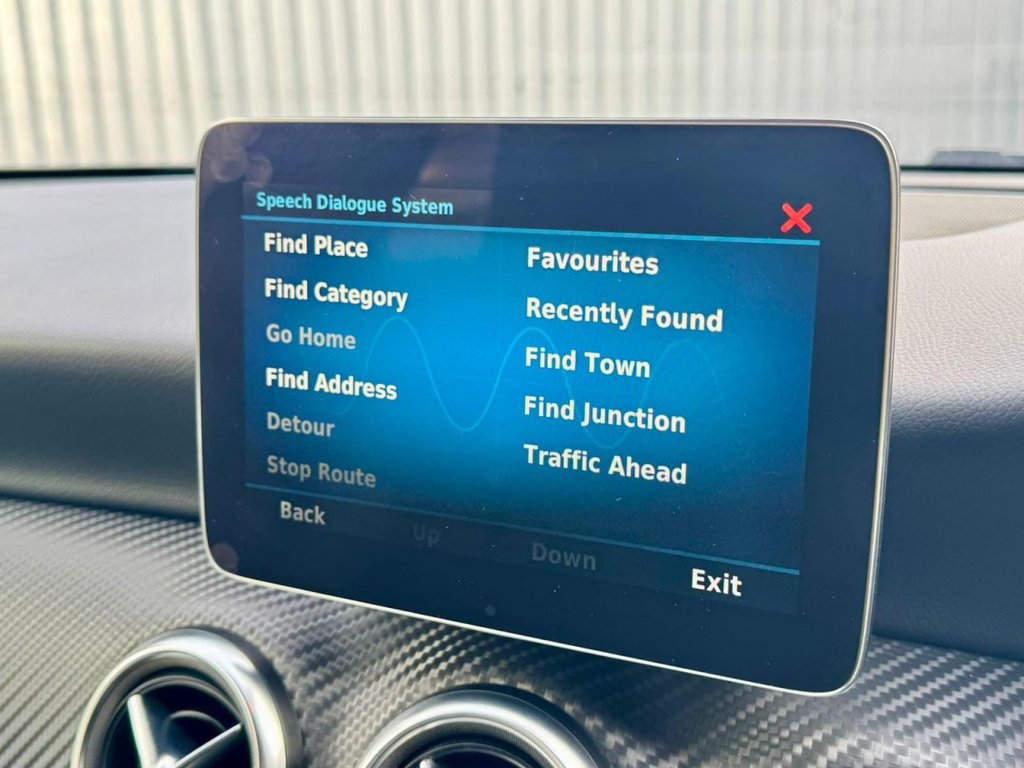 Speech Dialogue System
Find Place
Find Category
Go Home
Find Address
Detour
Stop Route
Favourites
Recently Found
Find Town
Find Junction
Traffic Ahead
Back
Up
Down
Exit